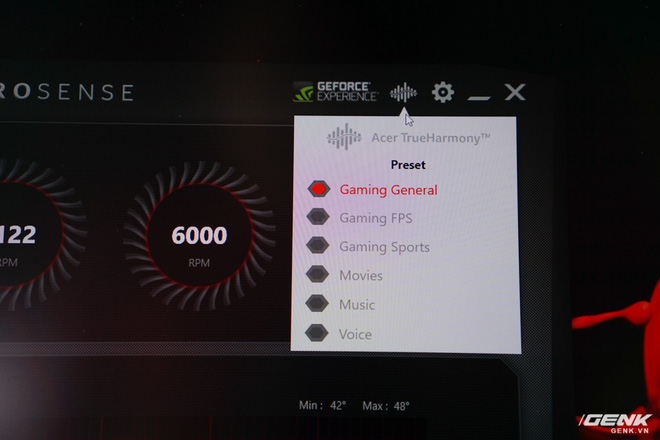 ROSENSE
GEFORCE
EXPERIENCE
Acer TrueHarmony™
Preset
Gaming General
Gaming FPS
Gaming Sports
Movies
Music
Voice
122
RPM
6000
RPM
Min : 42° Max : 48°
GENK
GENK.VN